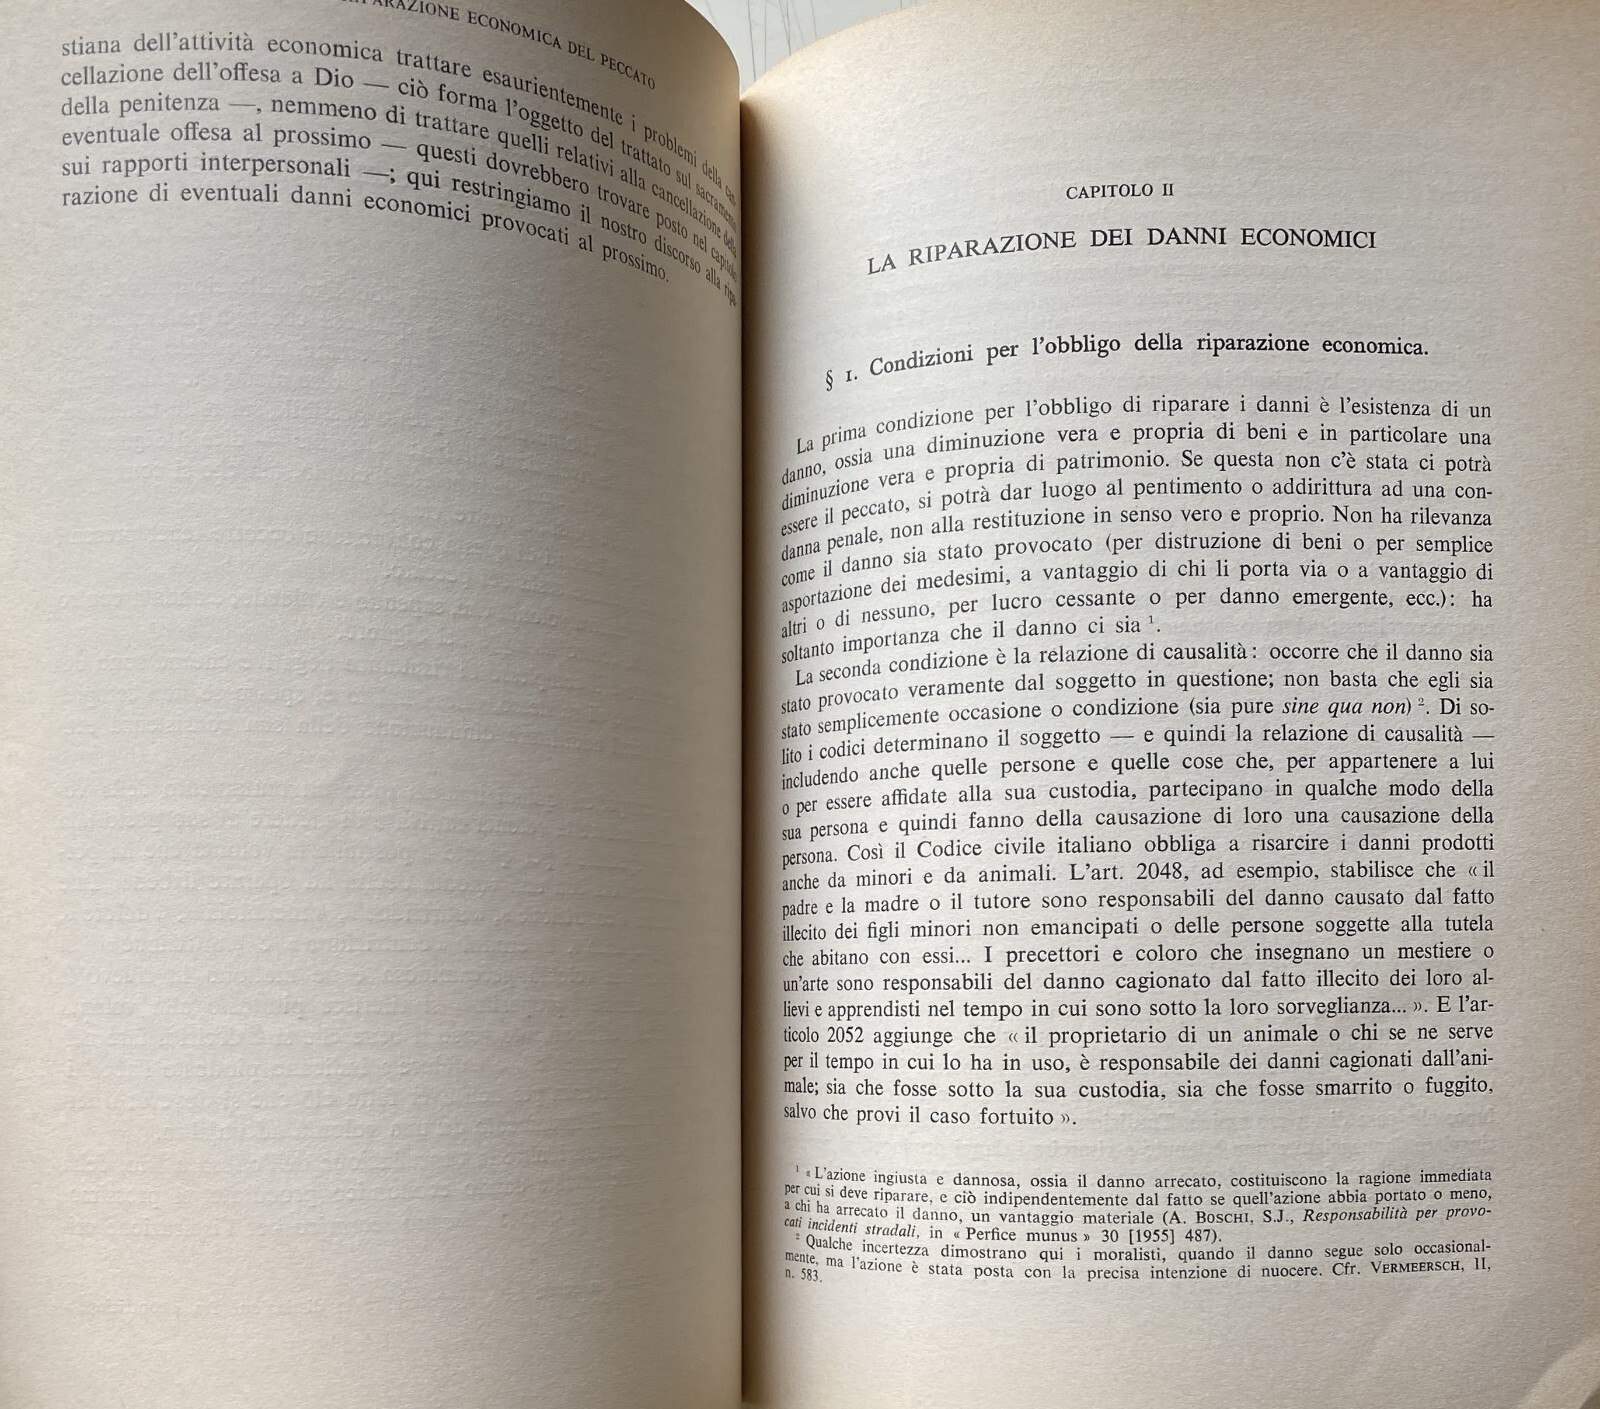 RIPARAZIONE ECONOMICA DEL PECCATO
stiana dell'attività economica trattare esaurientemente i problemi della can-
cellazione dell'offesa a Dio — ciò forma l'oggetto del trattato sul sacramento
della penitenza —, nemmeno di trattare quelli relativi alla cancellazione della
eventuale offesa al prossimo — questi dovrebbero trovare posto nel capitolo
sui rapporti interpersonali —; qui restringiamo il nostro discorso alla ripa-
razione di eventuali danni economici provocati al prossimo.
CAPITOLO II
LA RIPARAZIONE DEI DANNI ECONOMICI
§ 1. Condizioni per l'obbligo della riparazione economica.
La prima condizione per l'obbligo di riparare i danni è l'esistenza di un
danno, ossia una diminuzione vera e propria di beni e in particolare una
diminuzione vera e propria di patrimonio. Se questa non c'è stata ci potrà
essere il peccato, si potrà dar luogo al pentimento o addirittura ad una con-
danna penale, non alla restituzione in senso vero e proprio. Non ha rilevanza
come il danno sia stato provocato (per distruzione di beni o per semplice
asportazione dei medesimi, a vantaggio di chi li porta via o a vantaggio di
altri o di nessuno, per lucro cessante o per danno emergente, ecc.): ha
soltanto importanza che il danno ci sia ¹.
La seconda condizione è la relazione di causalità: occorre che il danno sia
stato provocato veramente dal soggetto in questione; non basta che egli sia
stato semplicemente occasione o condizione (sia pure sine qua non) ². Di so-
lito i codici determinano il soggetto — e quindi la relazione di causalità —
includendo anche quelle persone e quelle cose che, per appartenere a lui
o per essere affidate alla sua custodia, partecipano in qualche modo della
sua persona e quindi fanno della causazione di loro una causazione della
persona. Così il Codice civile italiano obbliga a risarcire i danni prodotti
anche da minori e da animali. L'art. 2048, ad esempio, stabilisce che « il
padre e la madre o il tutore sono responsabili del danno causato dal fatto
illecito dei figli minori non emancipati o delle persone soggette alla tutela
che abitano con essi... I precettori e coloro che insegnano un mestiere o
un'arte sono responsabili del danno cagionato dal fatto illecito dei loro al-
lievi e apprendisti nel tempo in cui sono sotto la loro sorveglianza... ». E l'ar-
ticolo 2052 aggiunge che « il proprietario di un animale o chi se ne serve
per il tempo in cui lo ha in uso, è responsabile dei danni cagionati dall'ani-
male; sia che fosse sotto la sua custodia, sia che fosse smarrito o fuggito,
salvo che provi il caso fortuito ».
¹ « L'azione ingiusta e dannosa, ossia il danno arrecato, costituiscono la ragione immediata
per cui si deve riparare, e ciò indipendentemente dal fatto se quell'azione abbia portato o meno,
a chi ha arrecato il danno, un vantaggio materiale (A. BOSCHI, S.J., Responsabilità per provo-
cati incidenti stradali, in « Perfice munus » 30 [1955] 487).
² Qualche incertezza dimostrano qui i moralisti, quando il danno segue solo occasional-
mente, ma l'azione è stata posta con la precisa intenzione di nuocere. Cfr. VERMEERSCH, II,
n. 583.